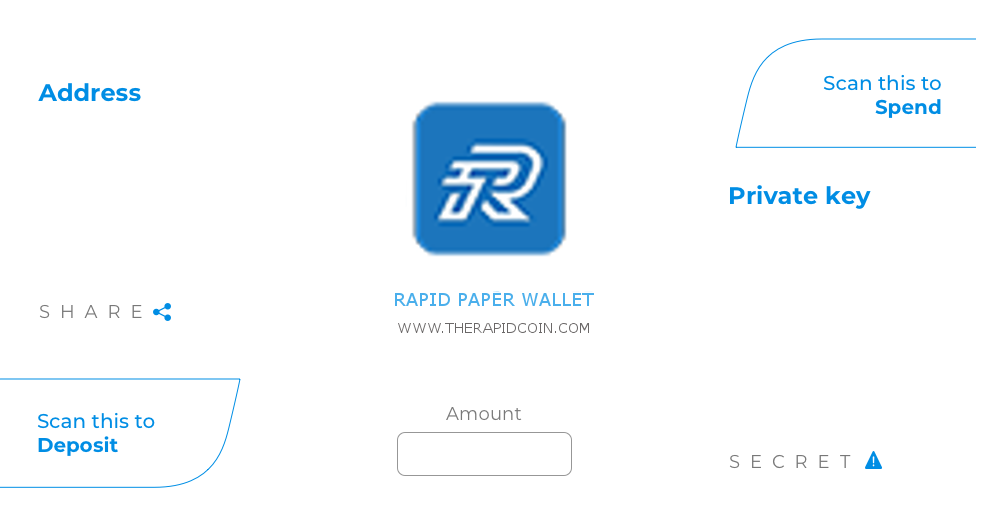 Address
SHARE
Scan this to
Deposit
RAPID PAPER WALLET
WWW.THERAPIDCOIN.COM
Amount
Scan this to
Spend
Private key
SECRET